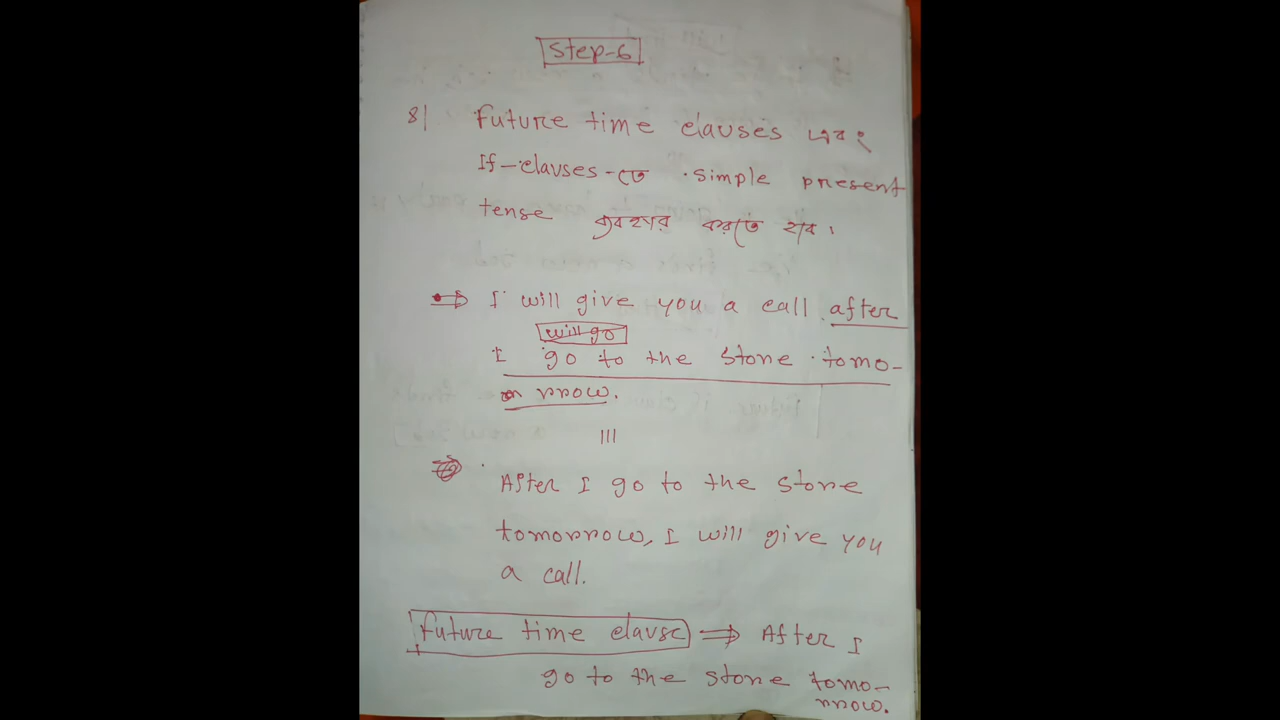 Step-6
8| Future time clauses এবং
If-clauses-তে simple present
tense ব্যবহার করতে হবে।
⇒ I will give you a call after
will go
I go to the store tomo-
rrow.
|||
After I go to the store
tomorrow, I will give you
a call.
Future time clause ⇒ After I
go to the store tomo-
rrow.